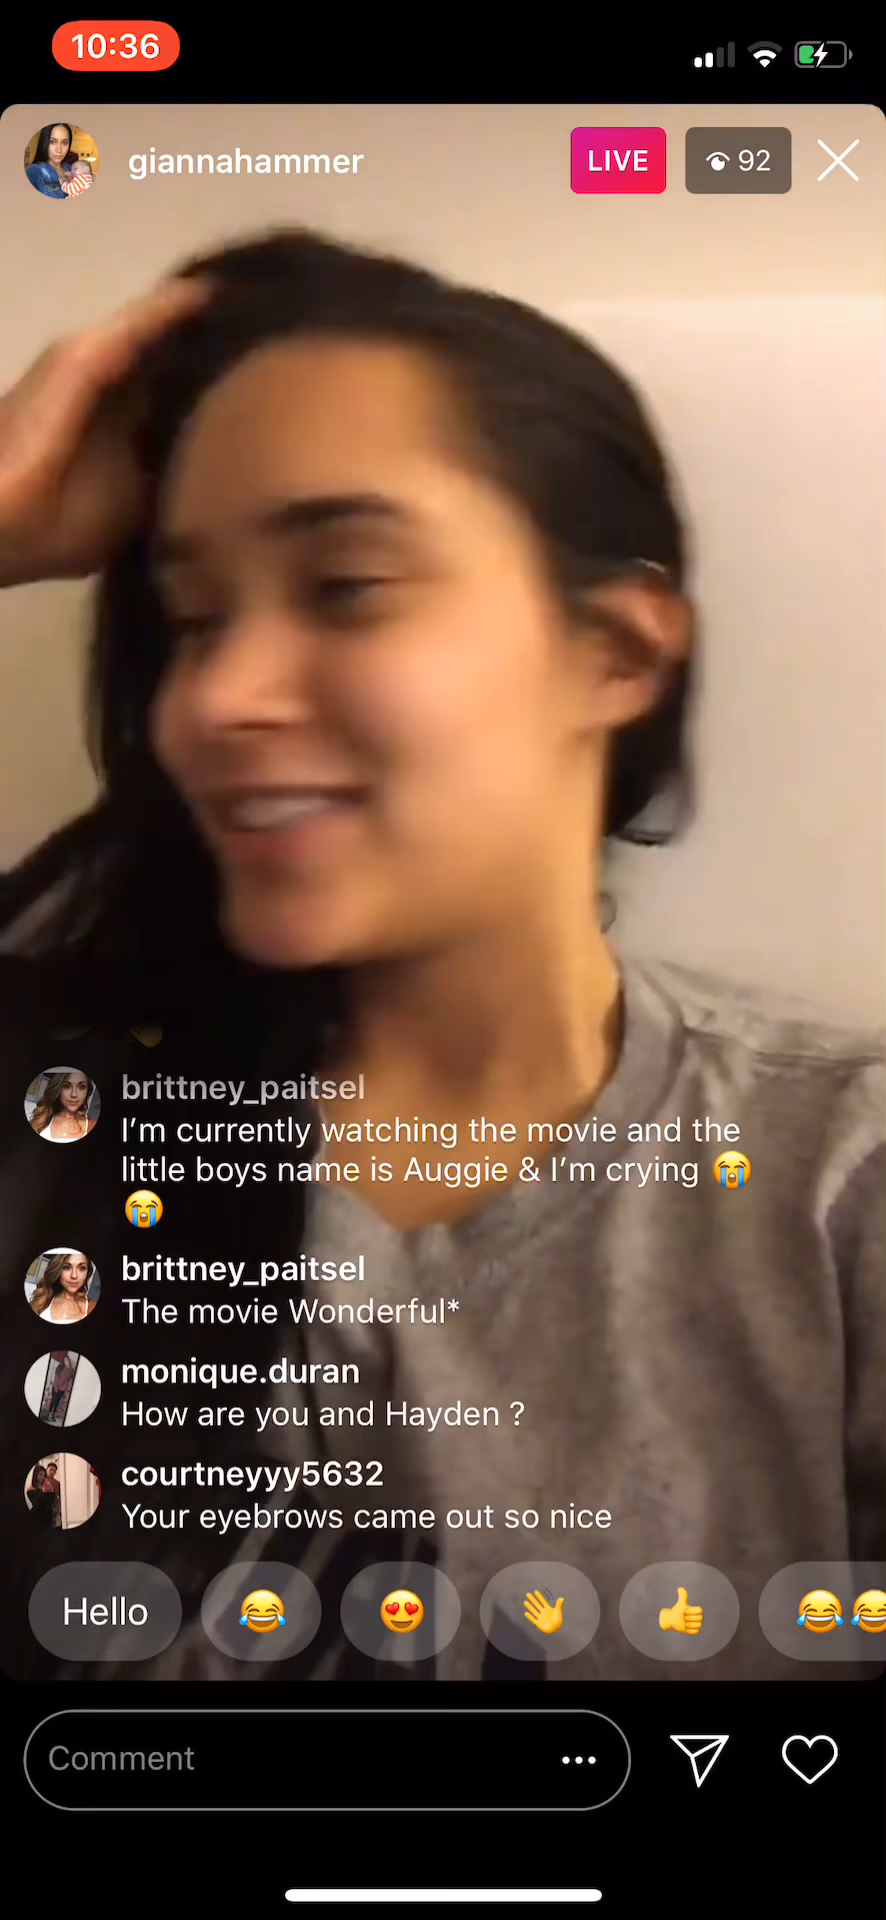 10:36
giannahammer
LIVE
92
brittney_paitsel
I’m currently watching the movie and the
little boys name is Auggie & I’m crying 😭
😭
brittney_paitsel
The movie Wonderful*
monique.duran
How are you and Hayden ?
courtneyyy5632
Your eyebrows came out so nice
Hello 😂 😍 👋 👍 😂😂
Comment